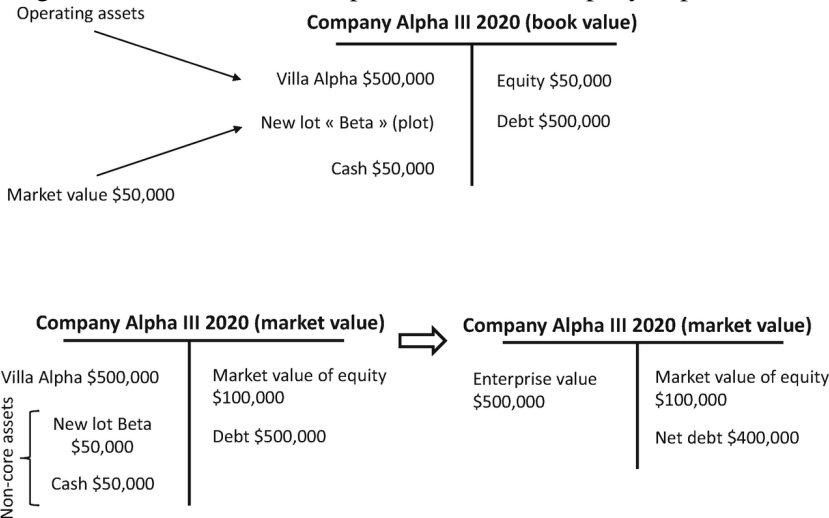 Operating assets
Company Alpha III 2020 (book value)
Villa Alpha $500,000
Equity $50,000
New lot « Beta » (plot)
Debt $500,000
Cash $50,000
Market value $50,000
Company Alpha III 2020 (market value)
Villa Alpha $500,000
Market value of equity
$100,000
Non-core assets
New lot Beta
$50,000
Debt $500,000
Cash $50,000
Company Alpha III 2020 (market value)
Enterprise value
$500,000
Market value of equity
$100,000
Net debt $400,000